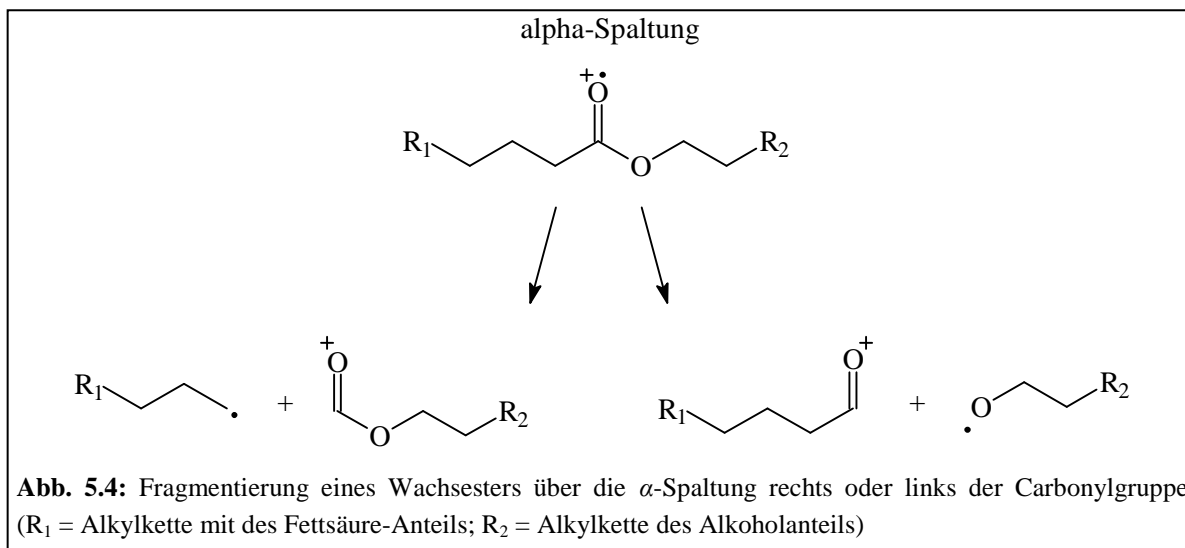 alpha-Spaltung
+•
O
R1 O R2
+ +
O O
R1 • + O R2 R1 + • O R2
Abb. 5.4: Fragmentierung eines Wachsesters über die α-Spaltung rechts oder links der Carbonylgruppe
(R1 = Alkylkette mit des Fettsäure-Anteils; R2 = Alkylkette des Alkoholanteils)